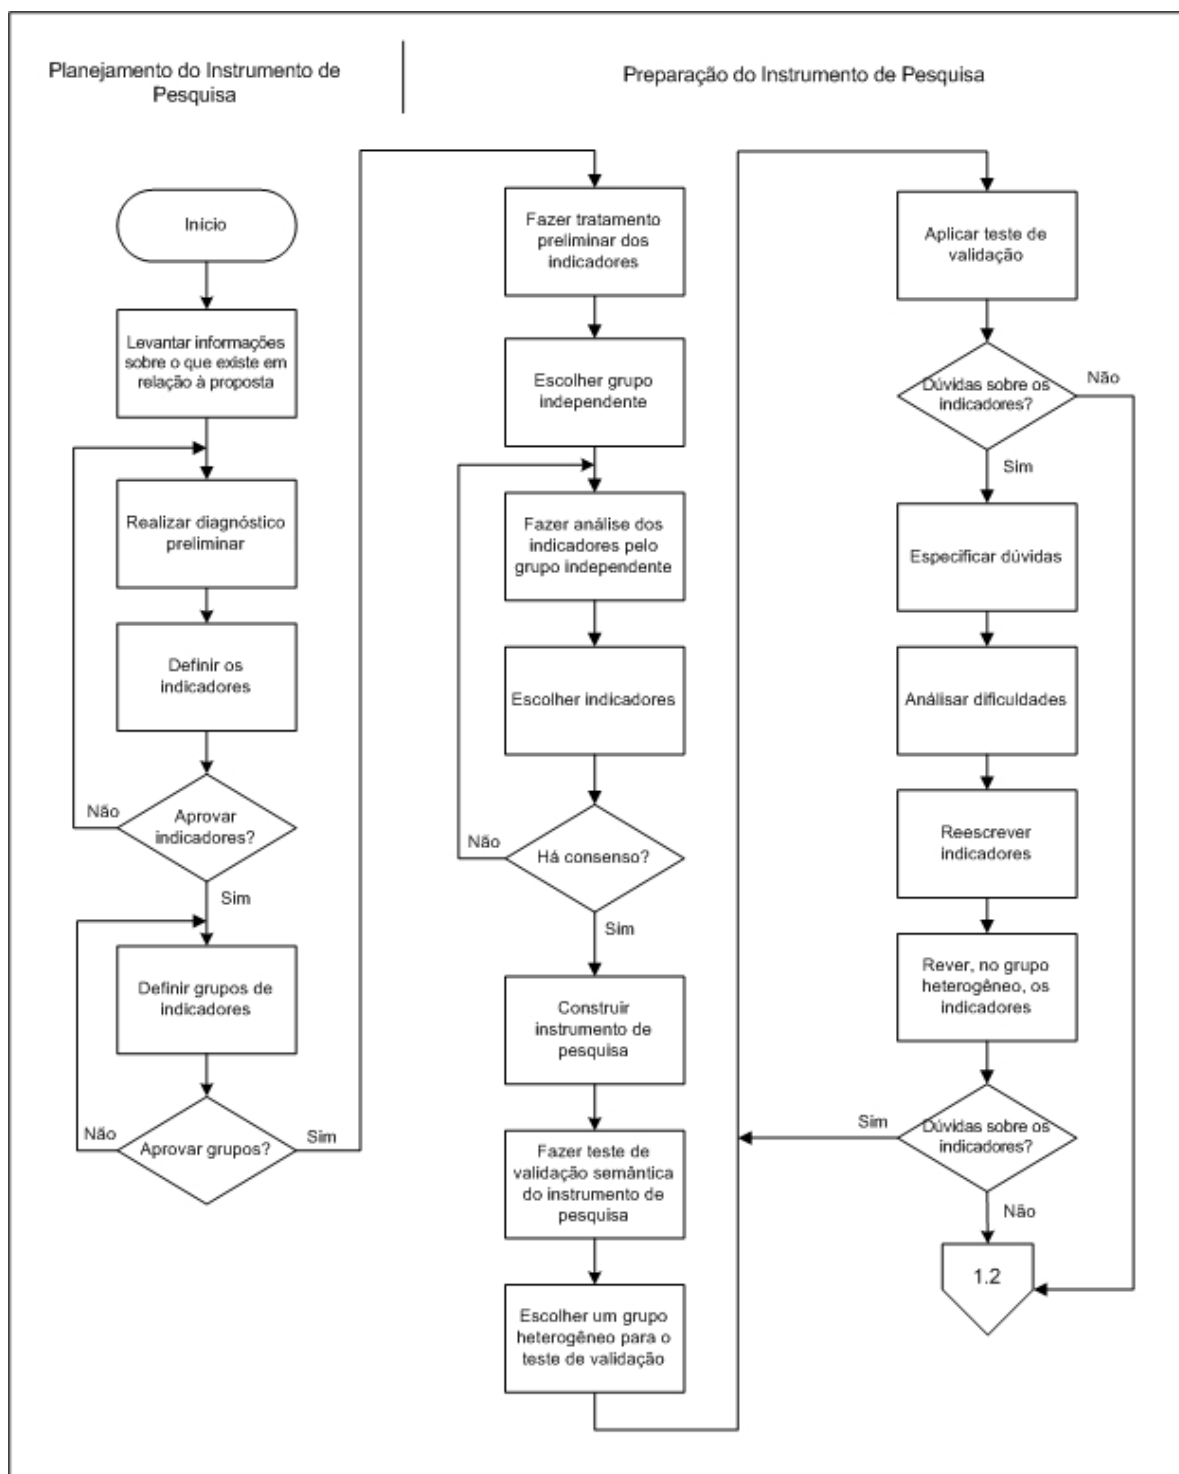 Planejamento do Instrumento de
Pesquisa
Preparação do Instrumento de Pesquisa
Início
Levantar informações
sobre o que existe em
relação à proposta
Realizar diagnóstico
preliminar
Definir os
indicadores
Não
Aprovar
indicadores?
Sim
Definir grupos de
indicadores
Não
Aprovar grupos?
Sim
Fazer tratamento
preliminar dos
indicadores
Escolher grupo
independente
Fazer análise dos
indicadores pelo
grupo independente
Escolher indicadores
Não
Há consenso?
Sim
Construir
instrumento de
pesquisa
Fazer teste de
validação semântica
do instrumento de
pesquisa
Escolher um grupo
heterogêneo para o
teste de validação
Aplicar teste de
validação
Dúvidas sobre os
indicadores?
Não
Sim
Especificar dúvidas
Análisar dificuldades
Reescrever
indicadores
Rever, no grupo
heterogêneo, os
indicadores
Sim
Dúvidas sobre os
indicadores?
Não
1.2